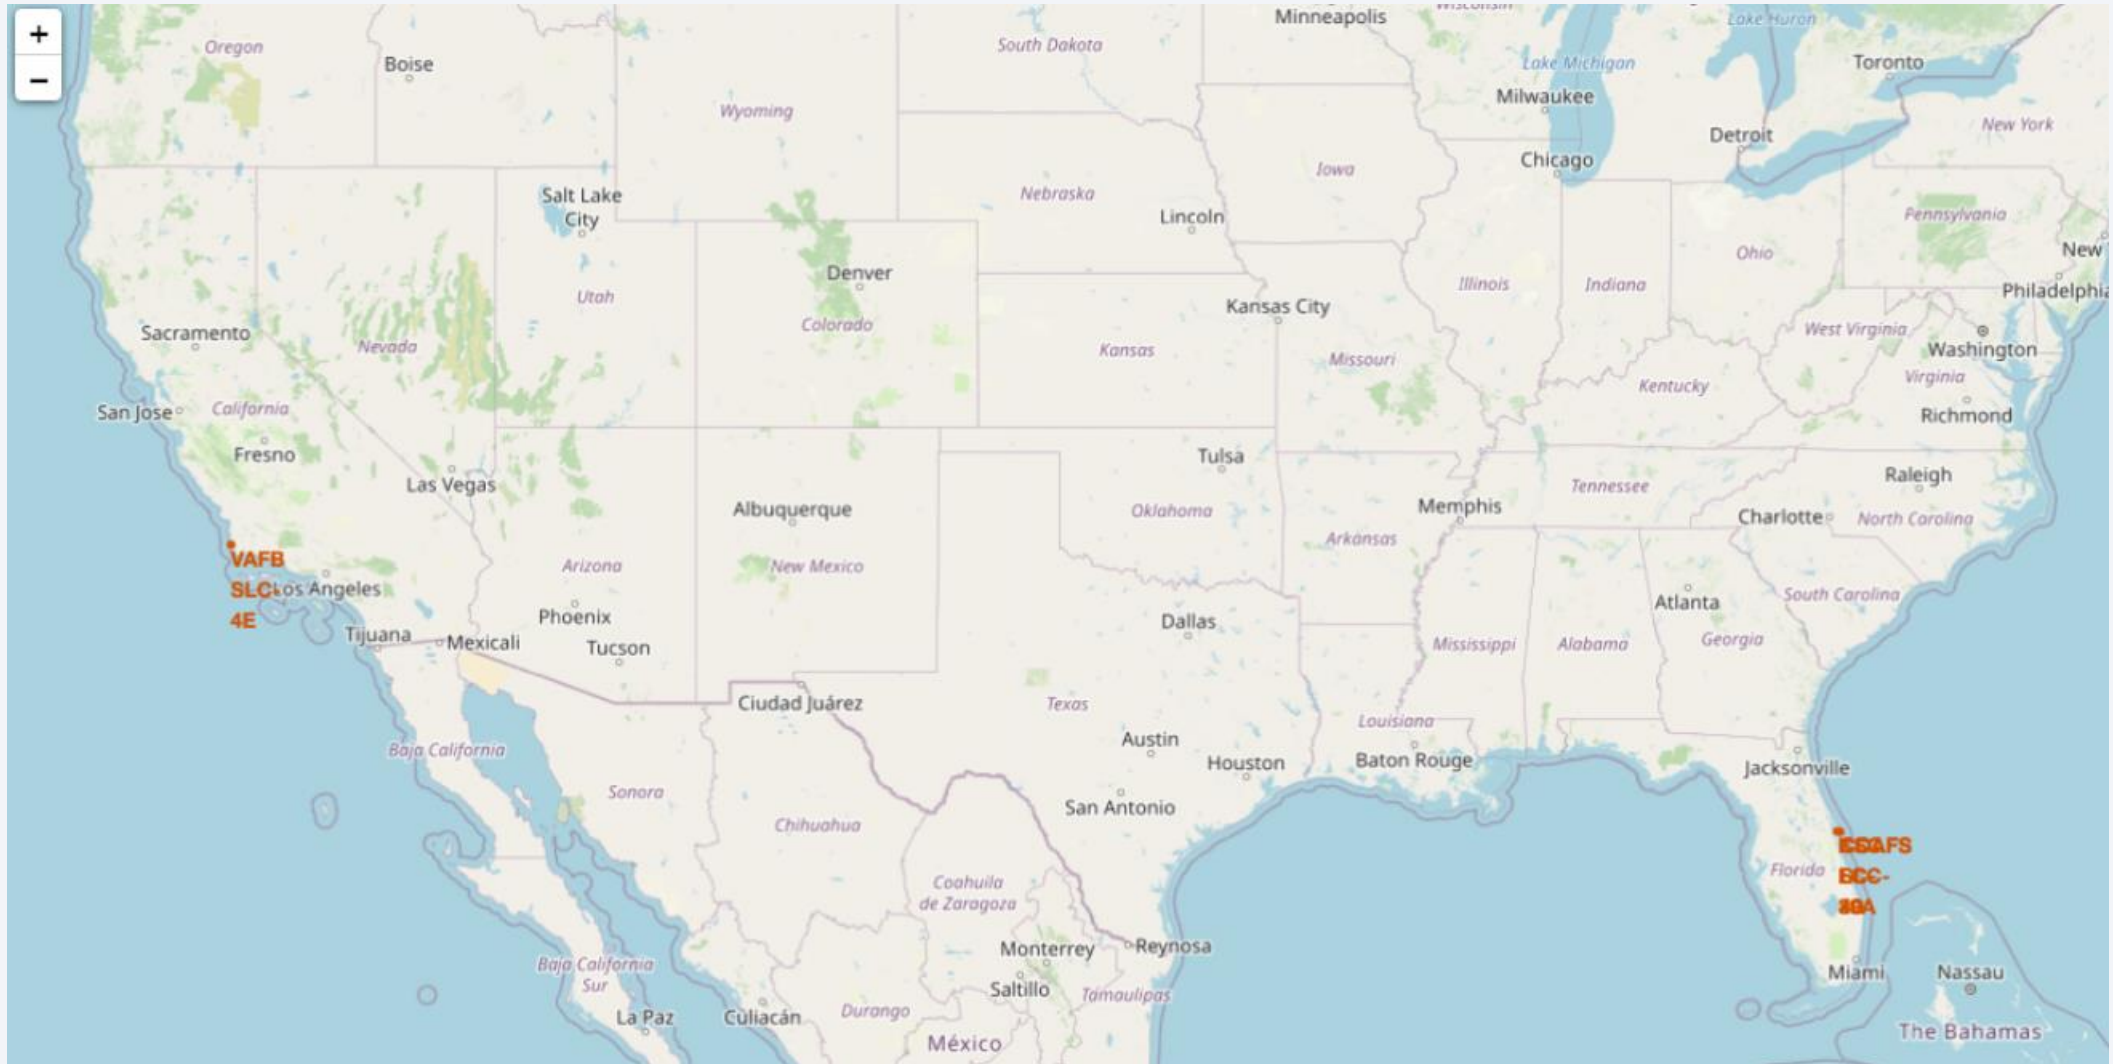 +
−
Minneapolis
Wisconsin
Lake Huron
Oregon
South Dakota
Boise
Lake Michigan
Toronto
Milwaukee
Wyoming
New York
Detroit
Chicago
Iowa
Salt Lake
City
Nebraska
Lincoln
Pennsylvania
New
Ohio
Denver
Utah
Illinois
Indiana
Philadelphia
Kansas City
Colorado
Sacramento
Nevada
Kansas
Missouri
West Virginia
Washington
Virginia
Kentucky
San Jose
California
Richmond
Fresno
Tulsa
Las Vegas
Raleigh
Tennessee
Albuquerque
Oklahoma
Memphis
Charlotte
North Carolina
Arkansas
VAFB
SLC-
4E
Los Angeles
Arizona
New Mexico
Phoenix
Atlanta
South Carolina
Dallas
Tijuana
Mexicali
Tucson
Mississippi
Alabama
Georgia
Ciudad Juárez
Texas
Louisiana
Austin
Houston
Baton Rouge
Jacksonville
Baja California
Sonora
San Antonio
Chihuahua
Florida
Coahuila
de Zaragoza
Monterrey
Reynosa
Baja California
Sur
Saltillo
Tamaulipas
Miami
Nassau
La Paz
Culiacán
Durango
México
The Bahamas